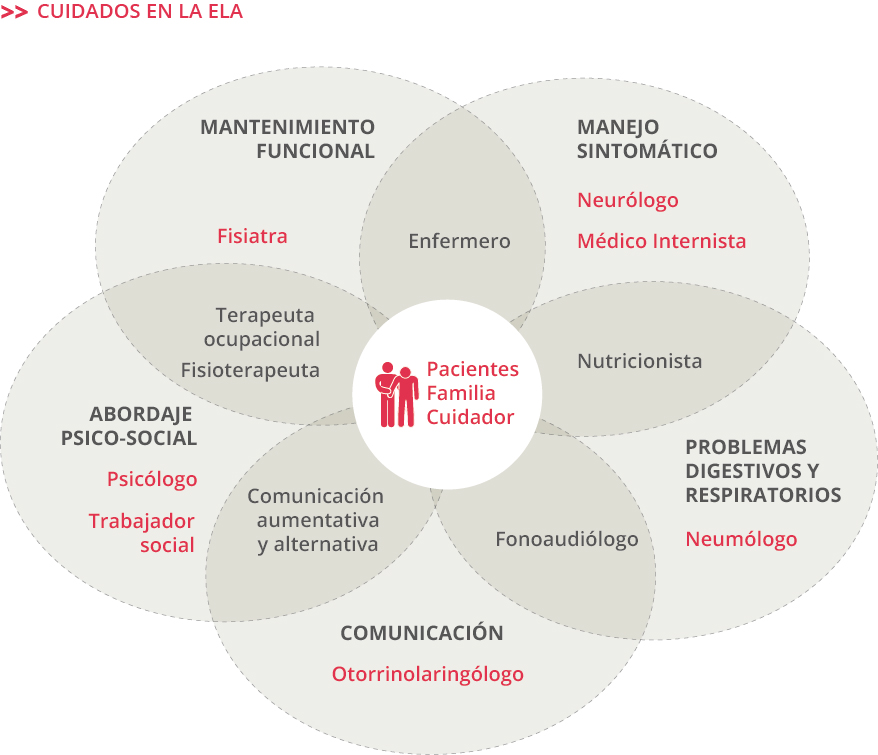 >> CUIDADOS EN LA ELA
MANTENIMIENTO
FUNCIONAL
Fisiatra
MANEJO
SINTOMÁTICO
Neurólogo
Médico Internista
Enfermero
Terapeuta
ocupacional
Fisioterapeuta
Pacientes
Familia
Cuidador
Nutricionista
ABORDAJE
PSICO-SOCIAL
Psicólogo
Trabajador
social
Comunicación
aumentativa
y alternativa
Fonoaudiólogo
PROBLEMAS
DIGESTIVOS Y
RESPIRATORIOS
Neumólogo
COMUNICACIÓN
Otorrinolaringólogo